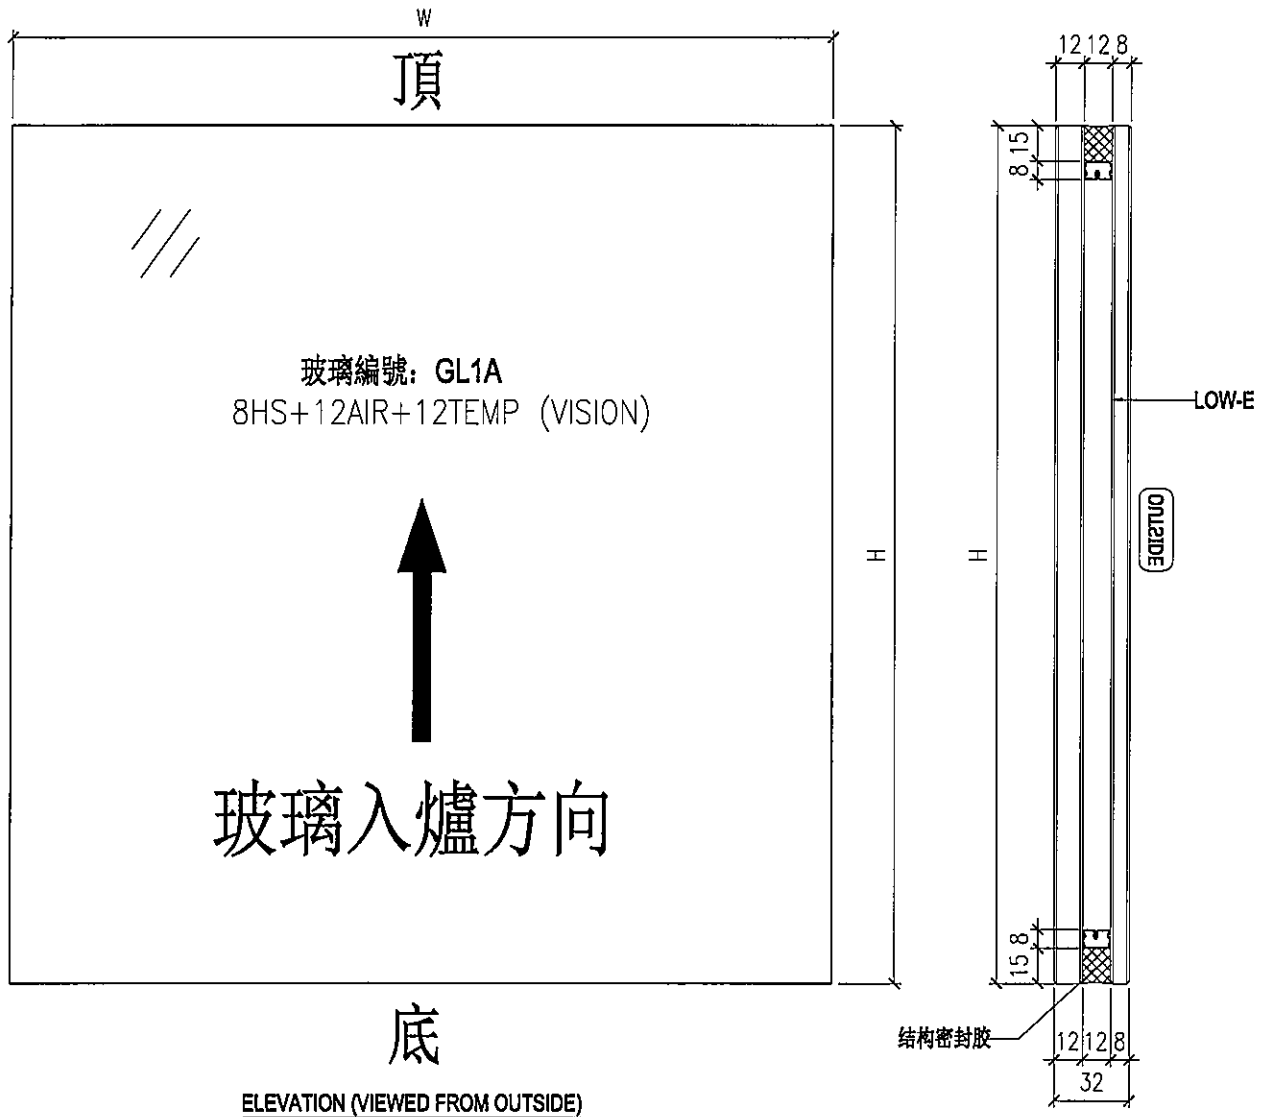 W
頂
玻璃編號：GL1A
8HS+12AIR+12TEMP (VISION)
玻璃入爐方向
底
ELEVATION (VIEWED FROM OUTSIDE)
H
12 12 8
15
8
H
LOW-E
OUTSIDE
8
15
结构密封胶
12 12 8
32